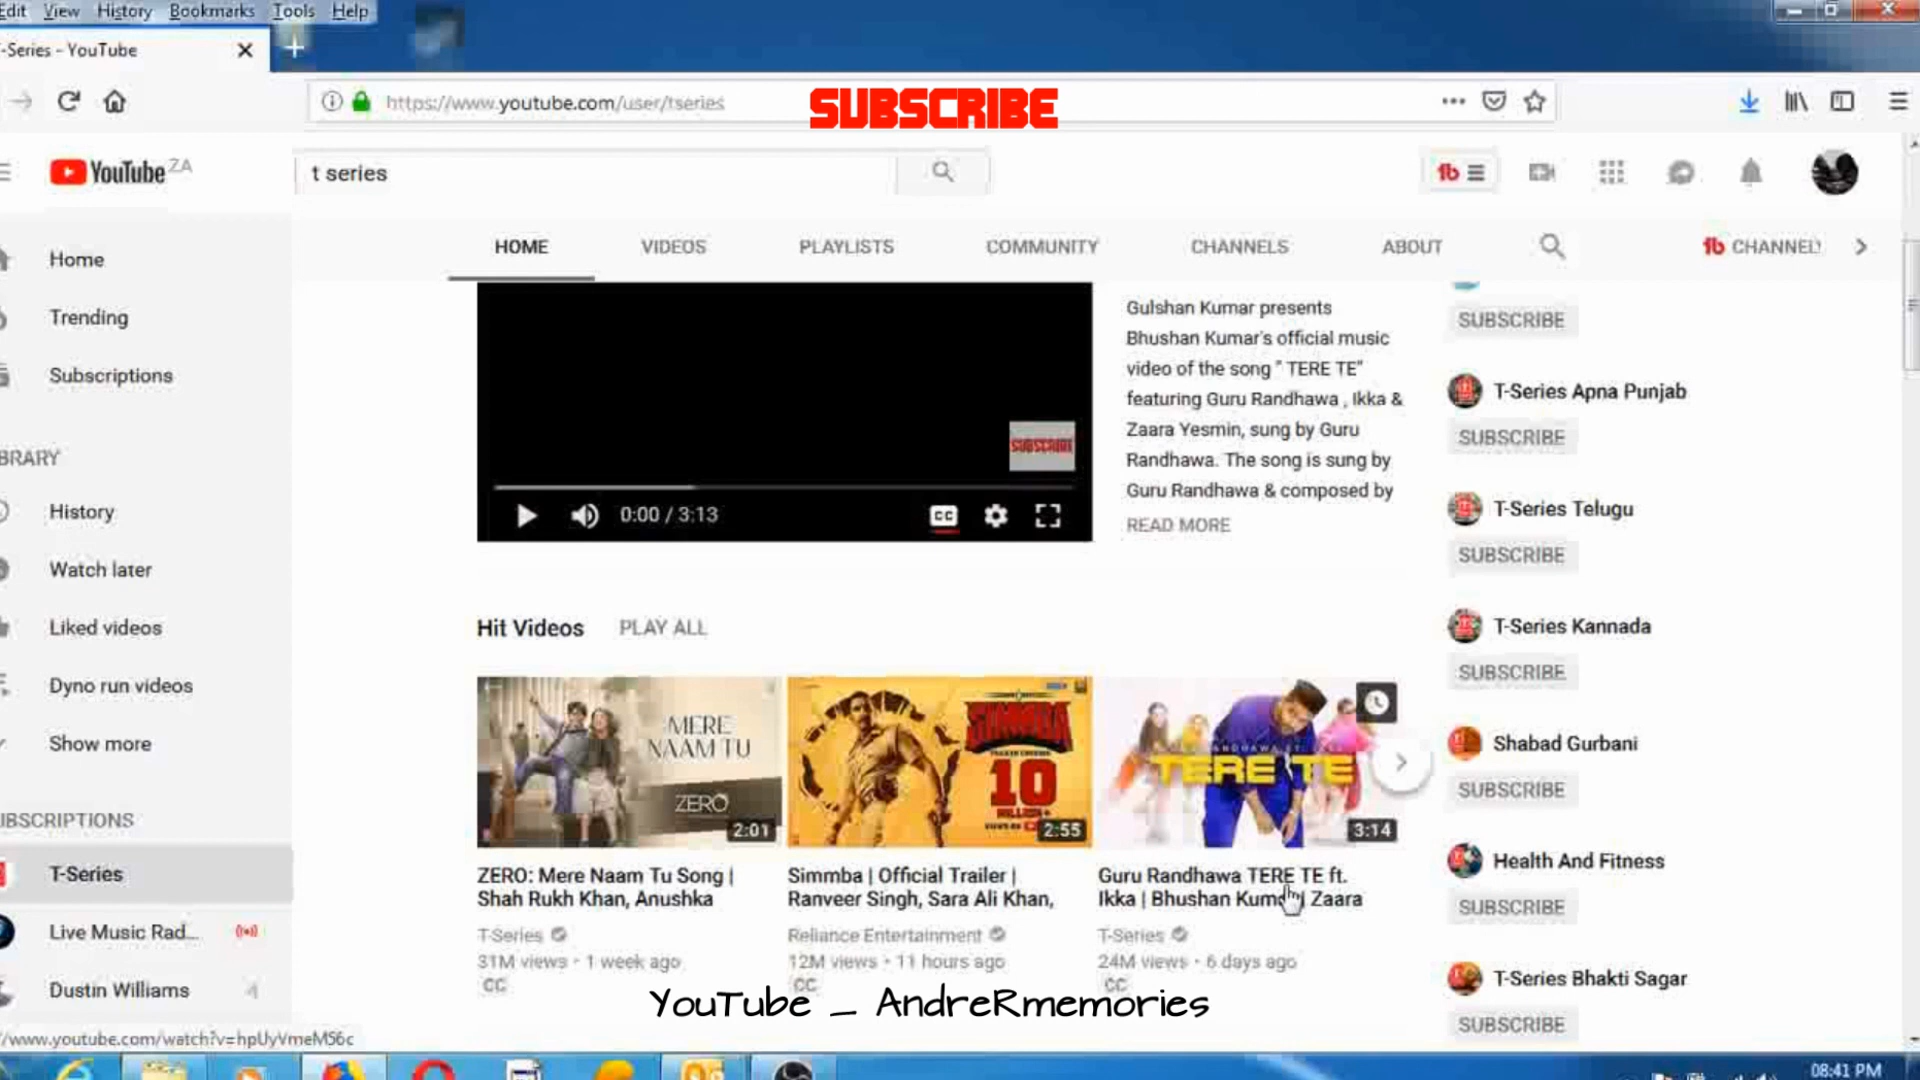 Edit View History Bookmarks Tools Help
-Series - YouTube
https://www.youtube.com/user/tseries
SUBSCRIBE
YouTube ZA
t series
HOME VIDEOS PLAYLISTS COMMUNITY CHANNELS ABOUT CHANNEL
Home
Trending
Subscriptions
BRARY
History
Watch later
Liked videos
Dyno run videos
Show more
UBSCRIPTIONS
T-Series
Live Music Rad...
Dustin Williams 4
SUBSCRIBE
0:00 / 3:13
CC
Gulshan Kumar presents
Bhushan Kumar's official music
video of the song " TERE TE"
featuring Guru Randhawa , Ikka &
Zaara Yesmin, sung by Guru
Randhawa. The song is sung by
Guru Randhawa & composed by
READ MORE
Hit Videos PLAY ALL
MERE
NAAM TU
ZERO
2:01
ZERO: Mere Naam Tu Song |
Shah Rukh Khan, Anushka
T-Series
31M views • 1 week ago
CC
SIMMBA
10
2:55
Simmba | Official Trailer |
Ranveer Singh, Sara Ali Khan,
Reliance Entertainment
12M views • 11 hours ago
CC
TERE TE
3:14
Guru Randhawa TERE TE ft.
Ikka | Bhushan Kumar | Zaara
T-Series
24M views • 6 days ago
CC
SUBSCRIBE
T-Series Apna Punjab
SUBSCRIBE
T-Series Telugu
SUBSCRIBE
T-Series Kannada
SUBSCRIBE
Shabad Gurbani
SUBSCRIBE
Health And Fitness
SUBSCRIBE
T-Series Bhakti Sagar
SUBSCRIBE
YouTube _ AndreRmemories
/www.youtube.com/watch?v=hpUyVmeM56c
08:41 PM